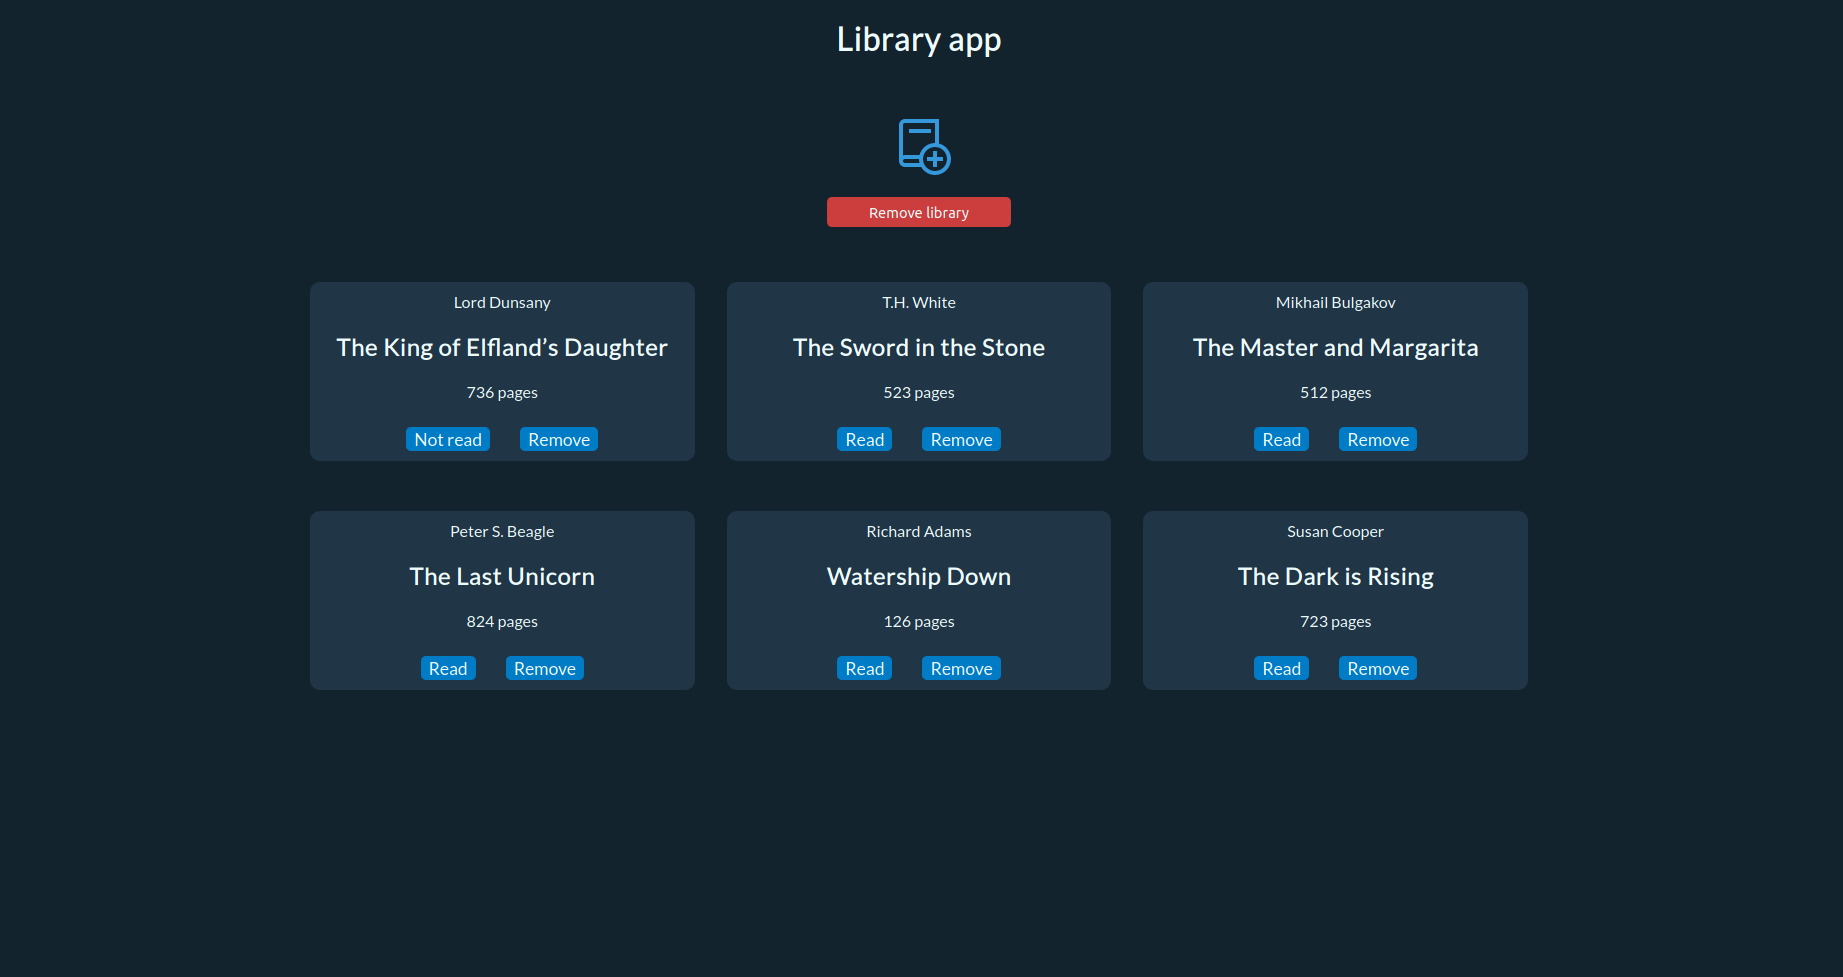 Library app
Remove library
Lord Dunsany
The King of Elfland’s Daughter
736 pages
Not read Remove
T.H. White
The Sword in the Stone
523 pages
Read Remove
Mikhail Bulgakov
The Master and Margarita
512 pages
Read Remove
Peter S. Beagle
The Last Unicorn
824 pages
Read Remove
Richard Adams
Watership Down
126 pages
Read Remove
Susan Cooper
The Dark is Rising
723 pages
Read Remove